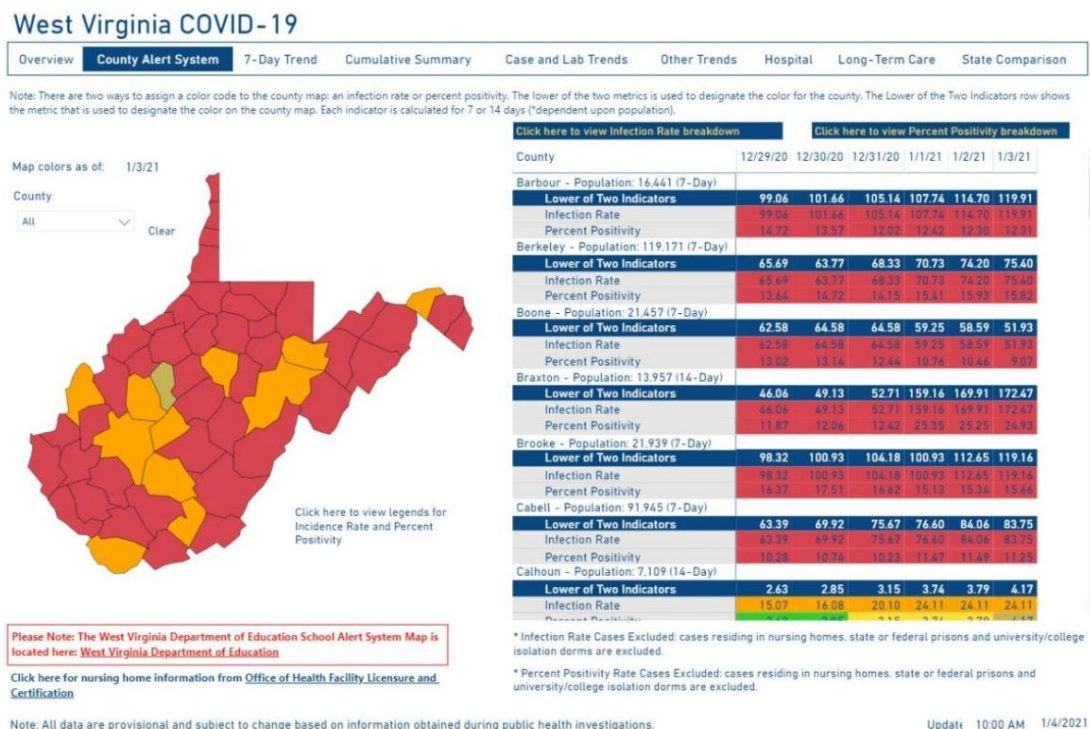 West Virginia COVID-19
Overview County Alert System 7-Day Trend Cumulative Summary Case and Lab Trends Other Trends Hospital Long-Term Care State Comparison
Note: There are two ways to assign a color code to the county map: an infection rate or percent positivity. The lower of the two metrics is used to designate the color for the county. The Lower of the Two Indicators row shows
the metric that is used to designate the color on the county map. Each indicator is calculated for 7 or 14 days (*dependent upon population).
Click here to view Infection Rate breakdown Click here to view Percent Positivity breakdown
Map colors as of: 1/3/21
County
All
Clear
Click here to view legends for
Incidence Rate and Percent
Positivity
County 12/29/20 12/30/20 12/31/20 1/1/21 1/2/21 1/3/21
Barbour - Population: 16,441 (7-Day)
Lower of Two Indicators 99.06 101.66 105.14 107.74 114.70 119.91
Infection Rate 99.06 101.66 105.14 107.74 114.70 119.91
Percent Positivity 14.72 13.57 12.02 12.42 12.30 12.31
Berkeley - Population: 119,171 (7-Day)
Lower of Two Indicators 65.69 63.77 68.33 70.73 74.20 75.40
Infection Rate 65.69 63.77 68.33 70.73 74.20 75.40
Percent Positivity 13.64 14.72 14.15 15.41 15.93 15.82
Boone - Population: 21,457 (7-Day)
Lower of Two Indicators 62.58 64.58 64.58 59.25 58.59 51.93
Infection Rate 62.58 64.58 64.58 59.25 58.59 51.93
Percent Positivity 13.02 13.14 12.44 10.76 10.46 9.07
Braxton - Population: 13,957 (14-Day)
Lower of Two Indicators 46.06 49.13 52.71 159.16 169.91 172.47
Infection Rate 46.06 49.13 52.71 159.16 169.91 172.47
Percent Positivity 11.87 12.06 12.42 25.35 25.25 24.93
Brooke - Population: 21,939 (7-Day)
Lower of Two Indicators 98.32 100.93 104.18 100.93 112.65 119.16
Infection Rate 98.32 100.93 104.18 100.93 112.65 119.16
Percent Positivity 16.37 17.51 16.62 15.13 15.34 15.66
Cabell - Population: 91,945 (7-Day)
Lower of Two Indicators 63.39 69.92 75.67 76.60 84.06 83.75
Infection Rate 63.39 69.92 75.67 76.60 84.06 83.75
Percent Positivity 10.28 10.74 10.23 11.47 11.49 11.25
Calhoun - Population: 7,109 (14-Day)
Lower of Two Indicators 2.63 2.85 3.15 3.74 3.79 4.17
Infection Rate 15.07 16.08 20.10 24.11 24.11 24.11
Please Note: The West Virginia Department of Education School Alert System Map is
located here: West Virginia Department of Education
Click here for nursing home information from Office of Health Facility Licensure and
Certification
* Infection Rate Cases Excluded: cases residing in nursing homes, state or federal prisons and university/college
isolation dorms are excluded.
* Percent Positivity Rate Cases Excluded: cases residing in nursing homes, state or federal prisons and
university/college isolation dorms are excluded.
Note: All data are provisional and subject to change based on information obtained during public health investigations.
Update 10:00 AM 1/4/2021